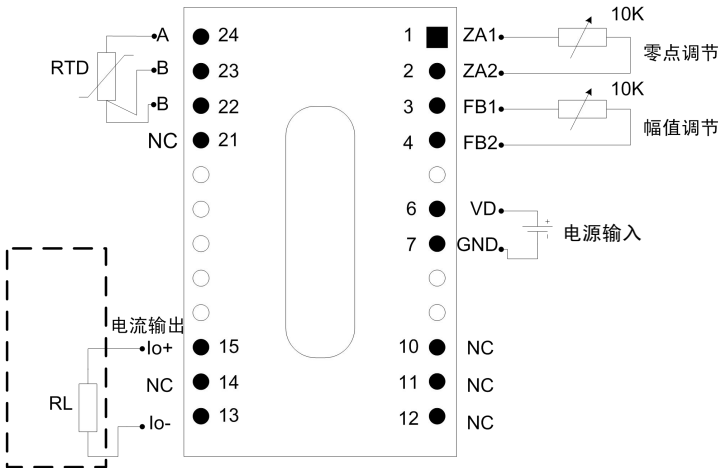 A 24 1 ZA1 10K
RTD B 23 2 ZA2 零点调节
B 22 3 FB1 10K
NC 21 4 FB2 幅值调节
6 VD
7 GND 电源输入
+
电流输出
Io+ 15 10 NC
NC 14 11 NC
RL Io- 13 12 NC